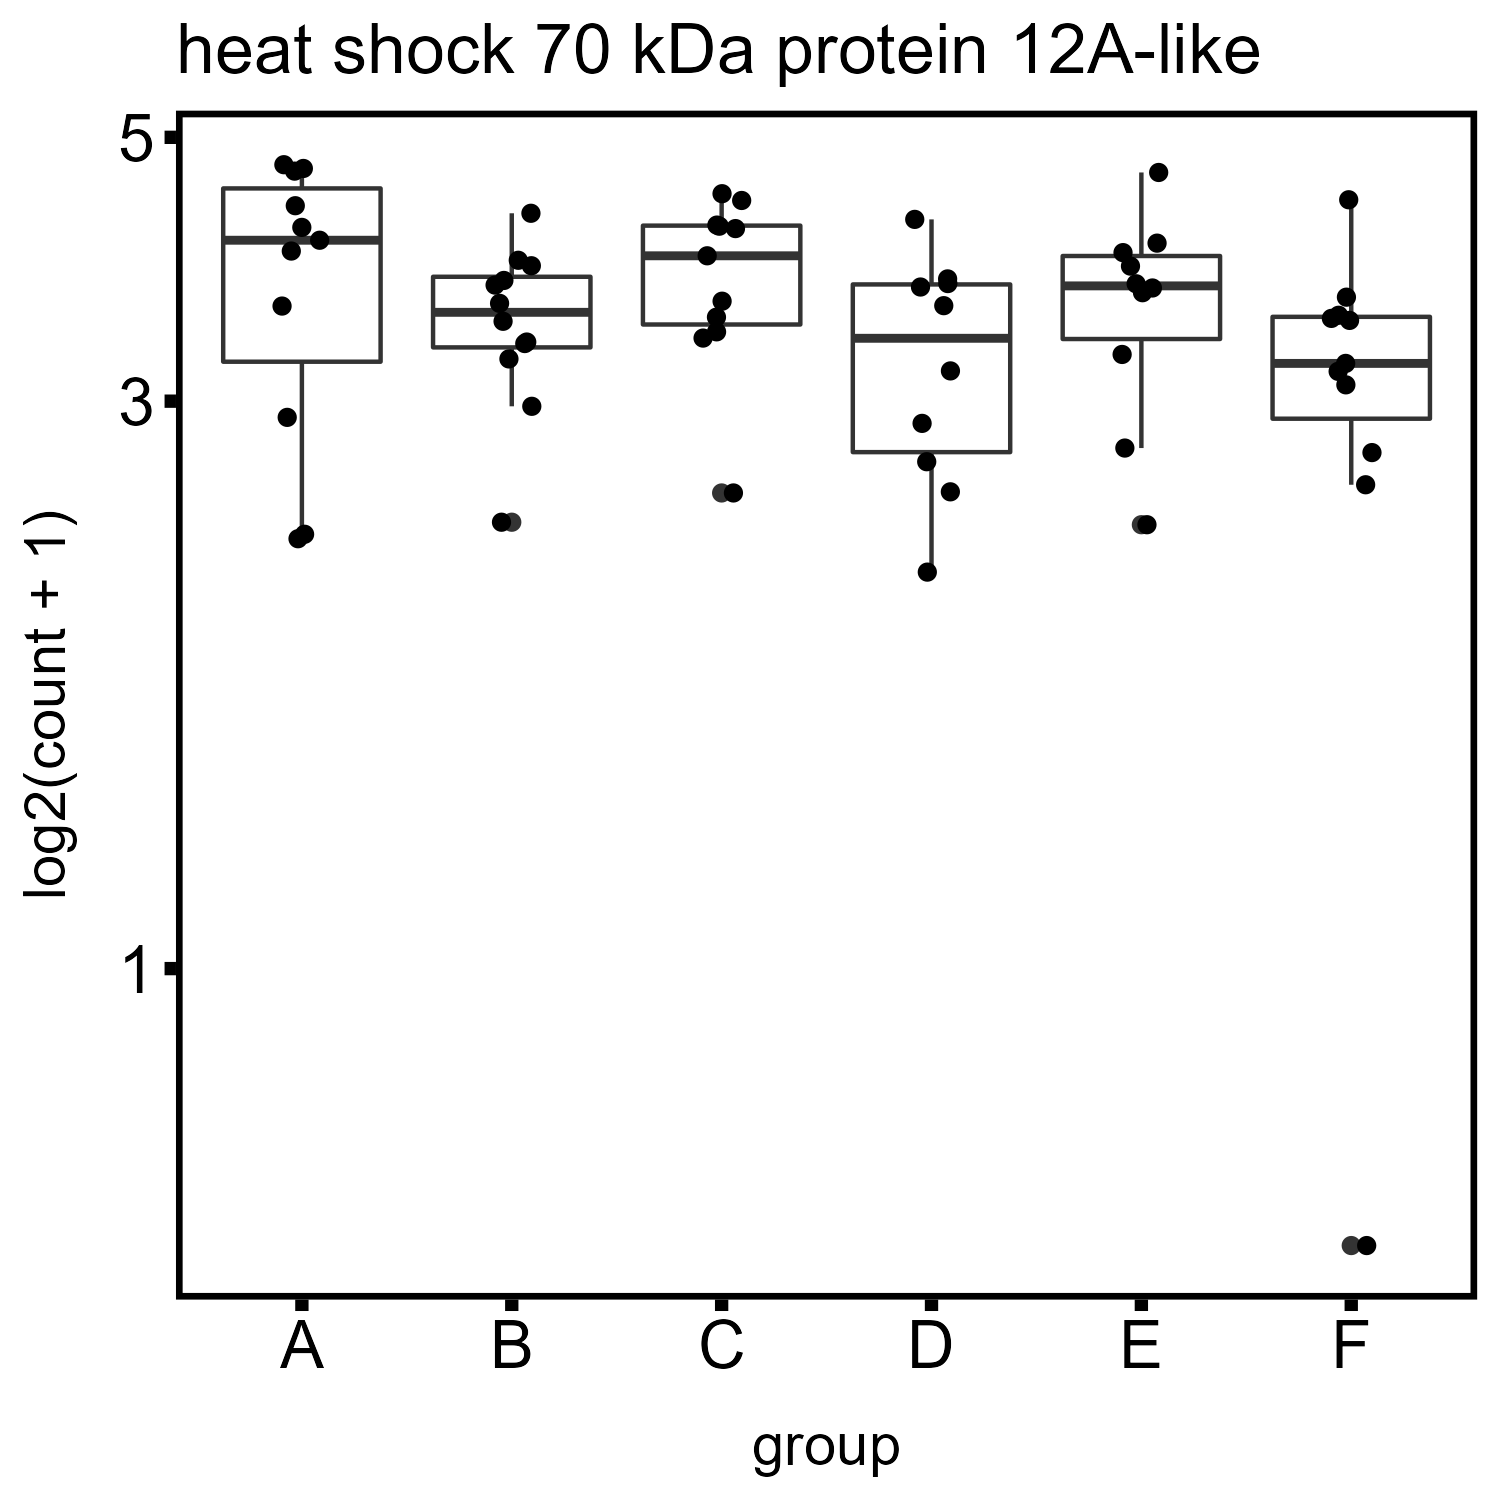 heat shock 70 kDa protein 12A-like
5
3
1
log2(count + 1)
A B C D E F
group